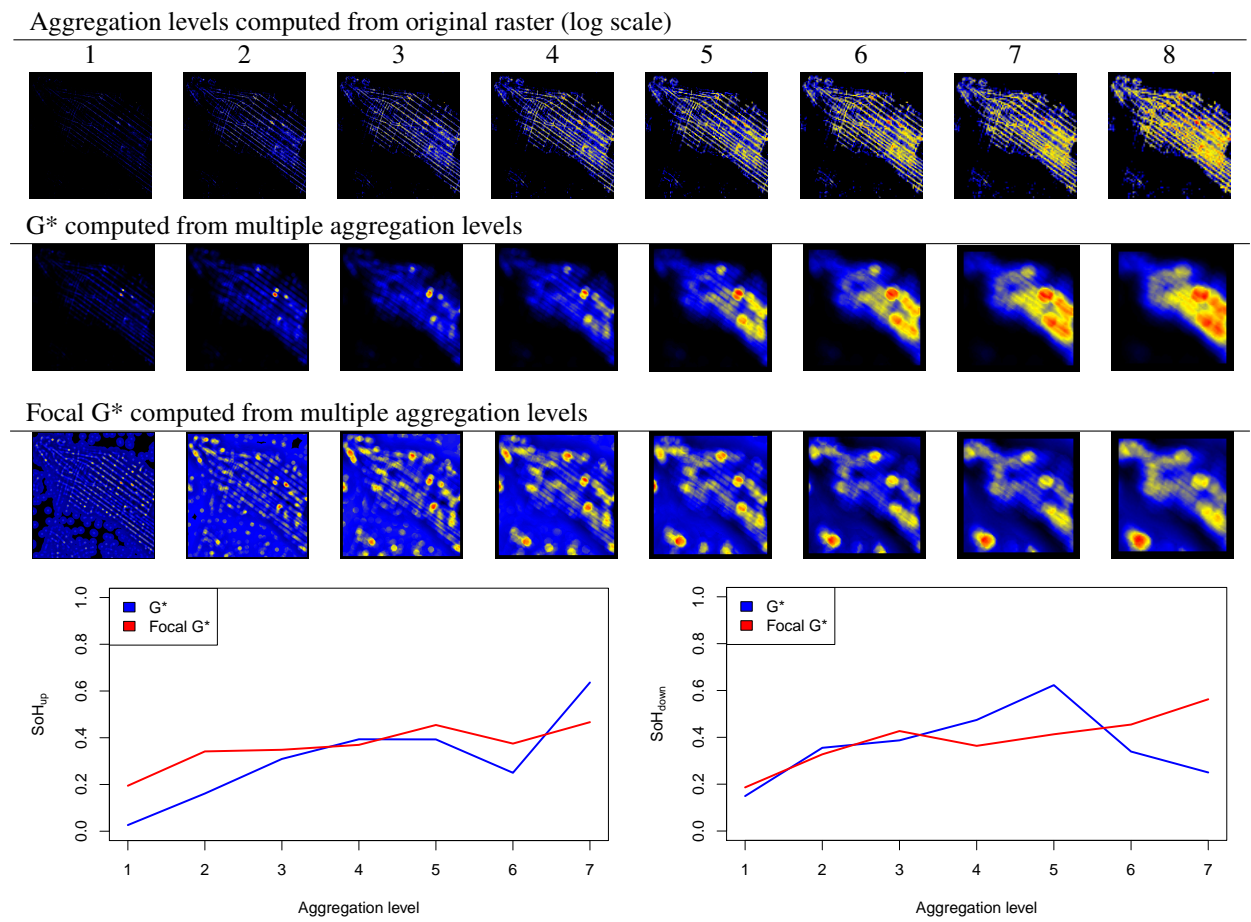 Aggregation levels computed from original raster (log scale)
1 2 3 4 5 6 7 8
G* computed from multiple aggregation levels
Focal G* computed from multiple aggregation levels
G*
Focal G*
SoHup
0.0 0.2 0.4 0.6 0.8 1.0
1 2 3 4 5 6 7
Aggregation level
G*
Focal G*
SoHdown
0.0 0.2 0.4 0.6 0.8 1.0
1 2 3 4 5 6 7
Aggregation level